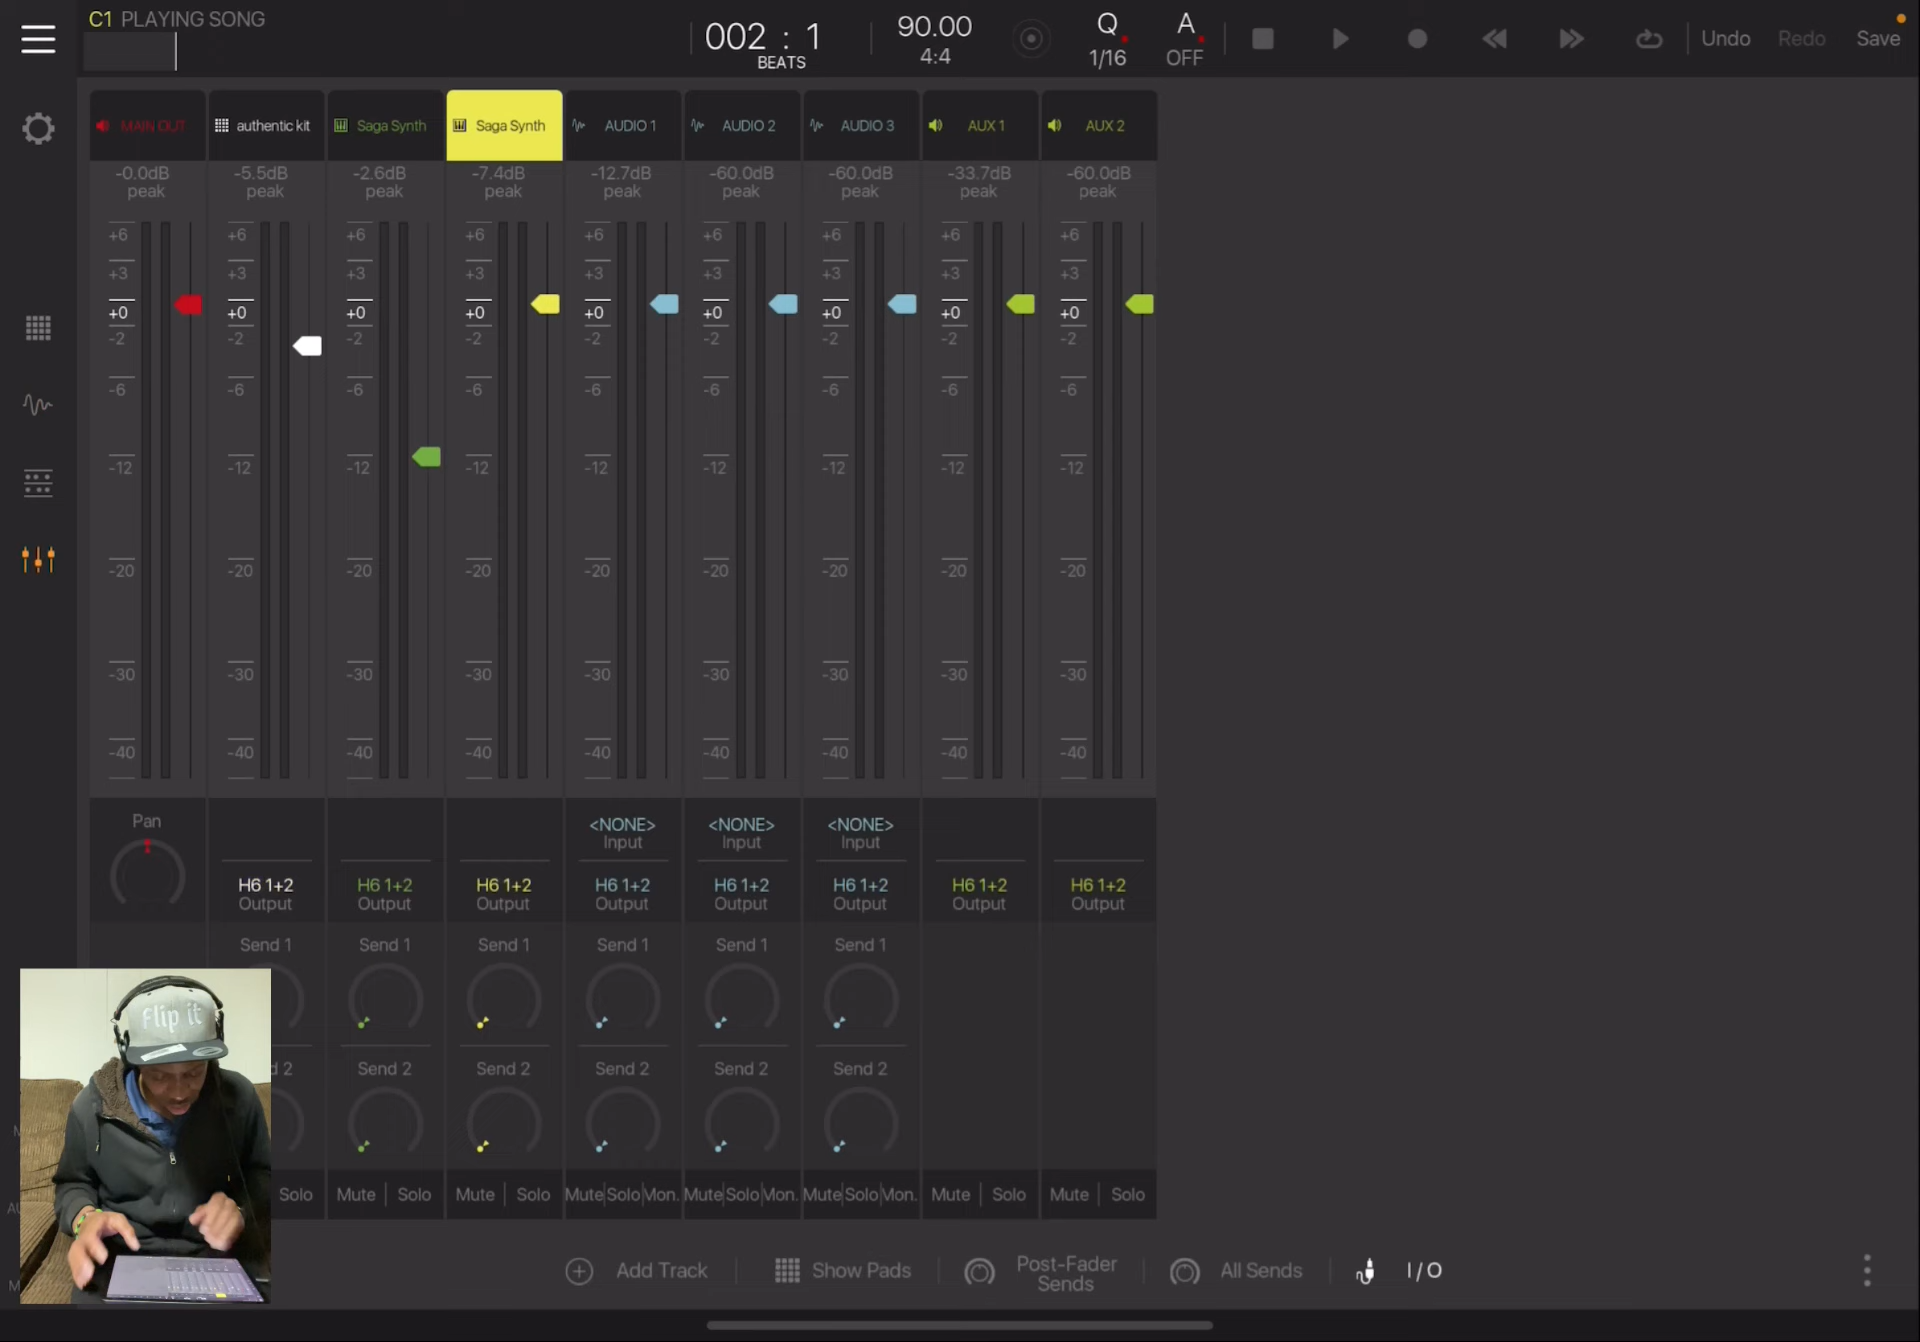 C1 PLAYING SONG
002 : 1
BEATS
90.00
4:4
Q
1/16
A
OFF
Undo
Redo
Save
MAIN OUT
authentic kit
Saga Synth
Saga Synth
AUDIO 1
AUDIO 2
AUDIO 3
AUX 1
AUX 2
-0.0dB -5.5dB -2.6dB -7.4dB -12.7dB -60.0dB -60.0dB -33.7dB -60.0dB
peak peak peak peak peak peak peak peak peak
+6 +6 +6 +6 +6 +6 +6 +6 +6
+3 +3 +3 +3 +3 +3 +3 +3 +3
+0 +0 +0 +0 +0 +0 +0 +0 +0
-2 -2 -2 -2 -2 -2 -2 -2 -2
-6 -6 -6 -6 -6 -6 -6 -6 -6
-12 -12 -12 -12 -12 -12 -12 -12 -12
-20 -20 -20 -20 -20 -20 -20 -20 -20
-30 -30 -30 -30 -30 -30 -30 -30 -30
-40 -40 -40 -40 -40 -40 -40 -40 -40
Pan
<NONE> <NONE> <NONE>
Input Input Input
H6 1+2 H6 1+2 H6 1+2 H6 1+2 H6 1+2 H6 1+2 H6 1+2 H6 1+2
Output Output Output Output Output Output Output Output
Send 1 Send 1 Send 1 Send 1 Send 1 Send 1
d 2 Send 2 Send 2 Send 2 Send 2 Send 2
Solo Mute Solo Mute Solo Mute Solo Mon. Mute Solo Mon. Mute Solo Mon. Mute Solo Mute Solo
flip it
Add Track
Show Pads
Post-Fader
Sends
All Sends
I/O